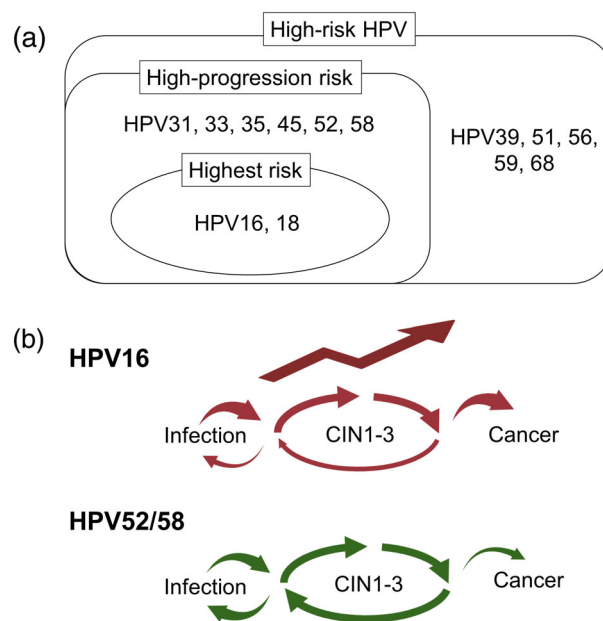 (a)
High-risk HPV
High-progression risk
HPV31, 33, 35, 45, 52, 58
HPV39, 51, 56,
59, 68
Highest risk
HPV16, 18
(b)
HPV16
Infection
CIN1-3
Cancer
HPV52/58
Infection
CIN1-3
Cancer